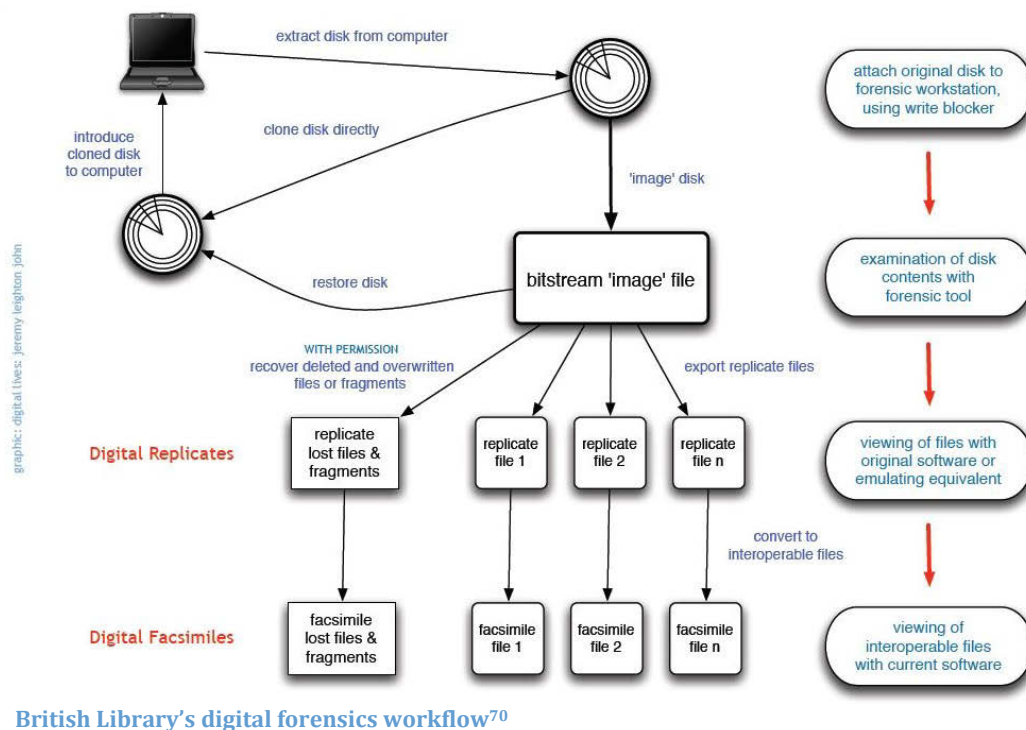 extract disk from computer
attach original disk to
forensic workstation,
using write blocker
clone disk directly
introduce
cloned disk
to computer
'image' disk
graphic: digital lives: jeremy leighton john
restore disk
bitstream 'image' file
examination of disk
contents with
forensic tool
WITH PERMISSION
recover deleted and overwritten
files or fragments
export replicate files
Digital Replicates
replicate
lost files &
fragments
replicate
file 1
replicate
file 2
replicate
file n
viewing of files with
original software or
emulating equivalent
convert to
interoperable files
Digital Facsimiles
facsimile
lost files &
fragments
facsimile
file 1
facsimile
file 2
facsimile
file n
viewing of
interoperable files
with current software
British Library’s digital forensics workflow70